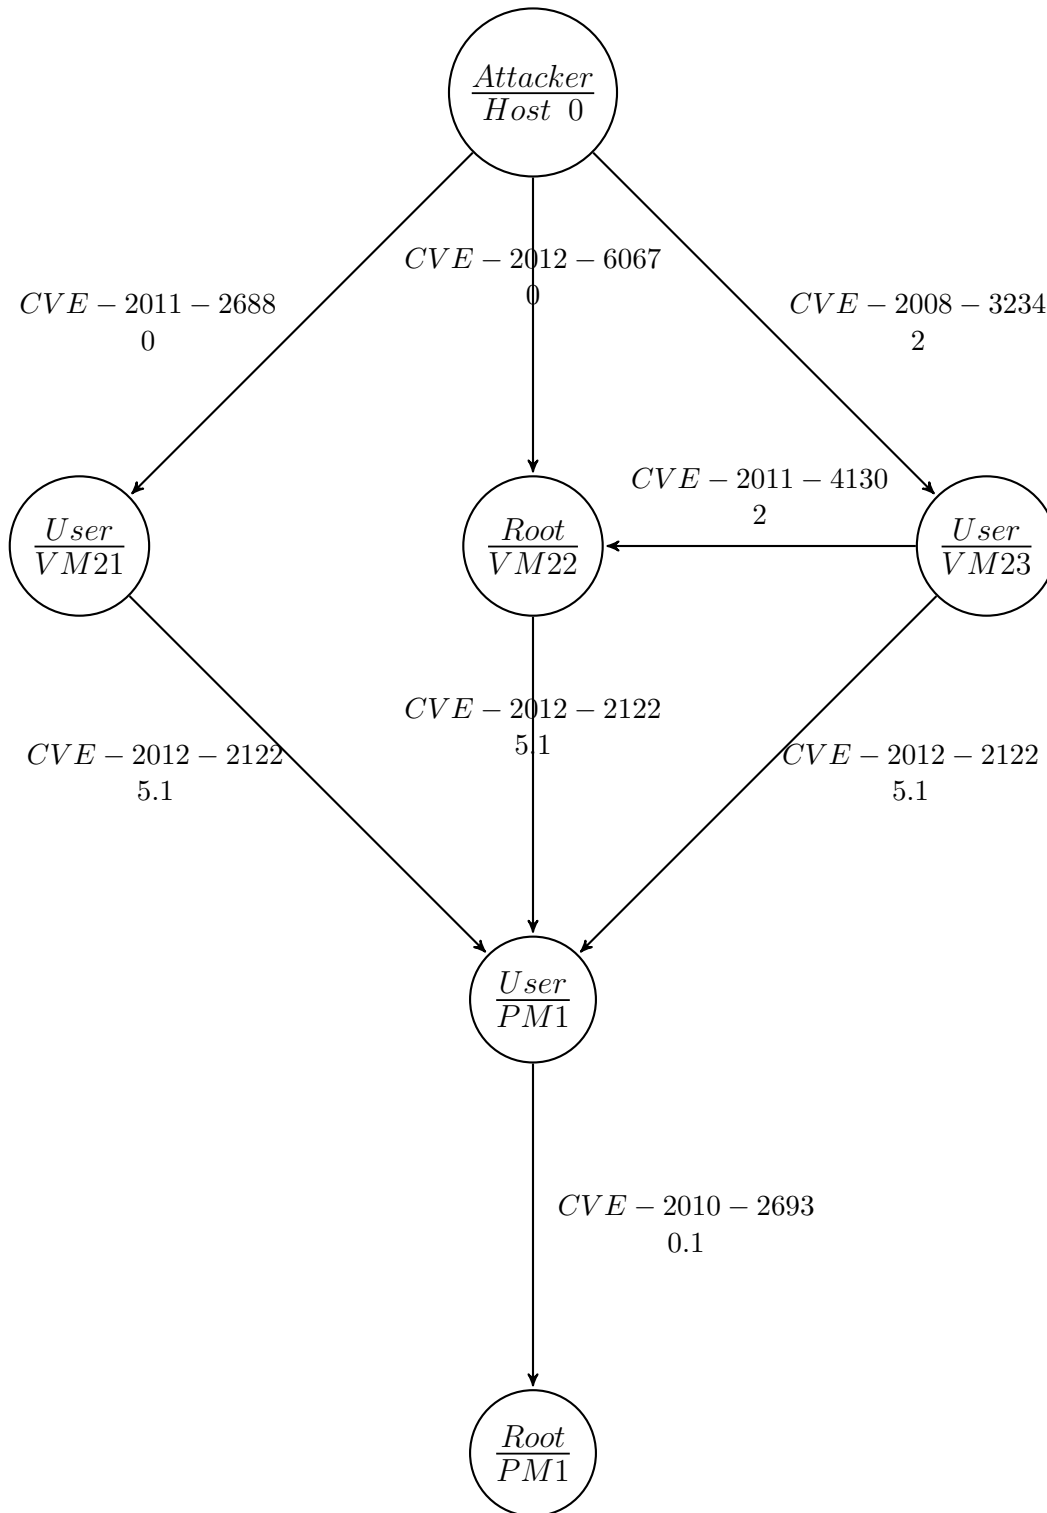 Attacker
Host 0
CVE − 2012 − 6067
0
CVE − 2011 − 2688
0
CVE − 2008 − 3234
2
CVE − 2011 − 4130
2
User
VM21
Root
VM22
User
VM23
CVE − 2012 − 2122
5.1
CVE − 2012 − 2122
5.1
CVE − 2012 − 2122
5.1
User
PM1
CVE − 2010 − 2693
0.1
Root
PM1